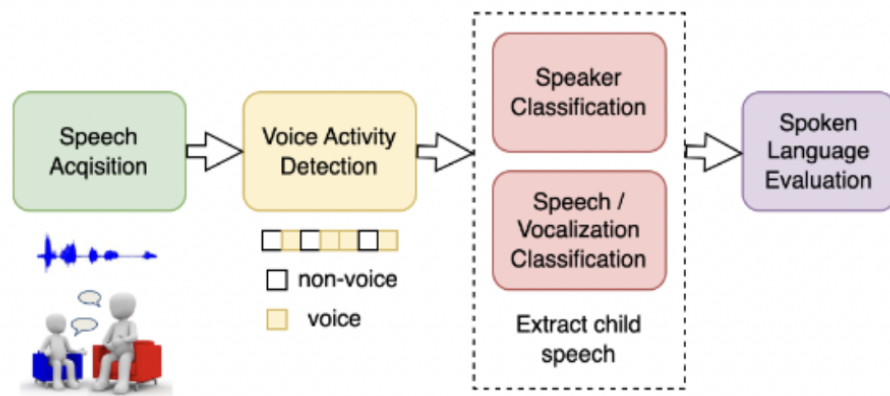 Speech
Acqisition
Voice Activity
Detection
non-voice
voice
Speaker
Classification
Speech /
Vocalization
Classification
Extract child
speech
Spoken
Language
Evaluation